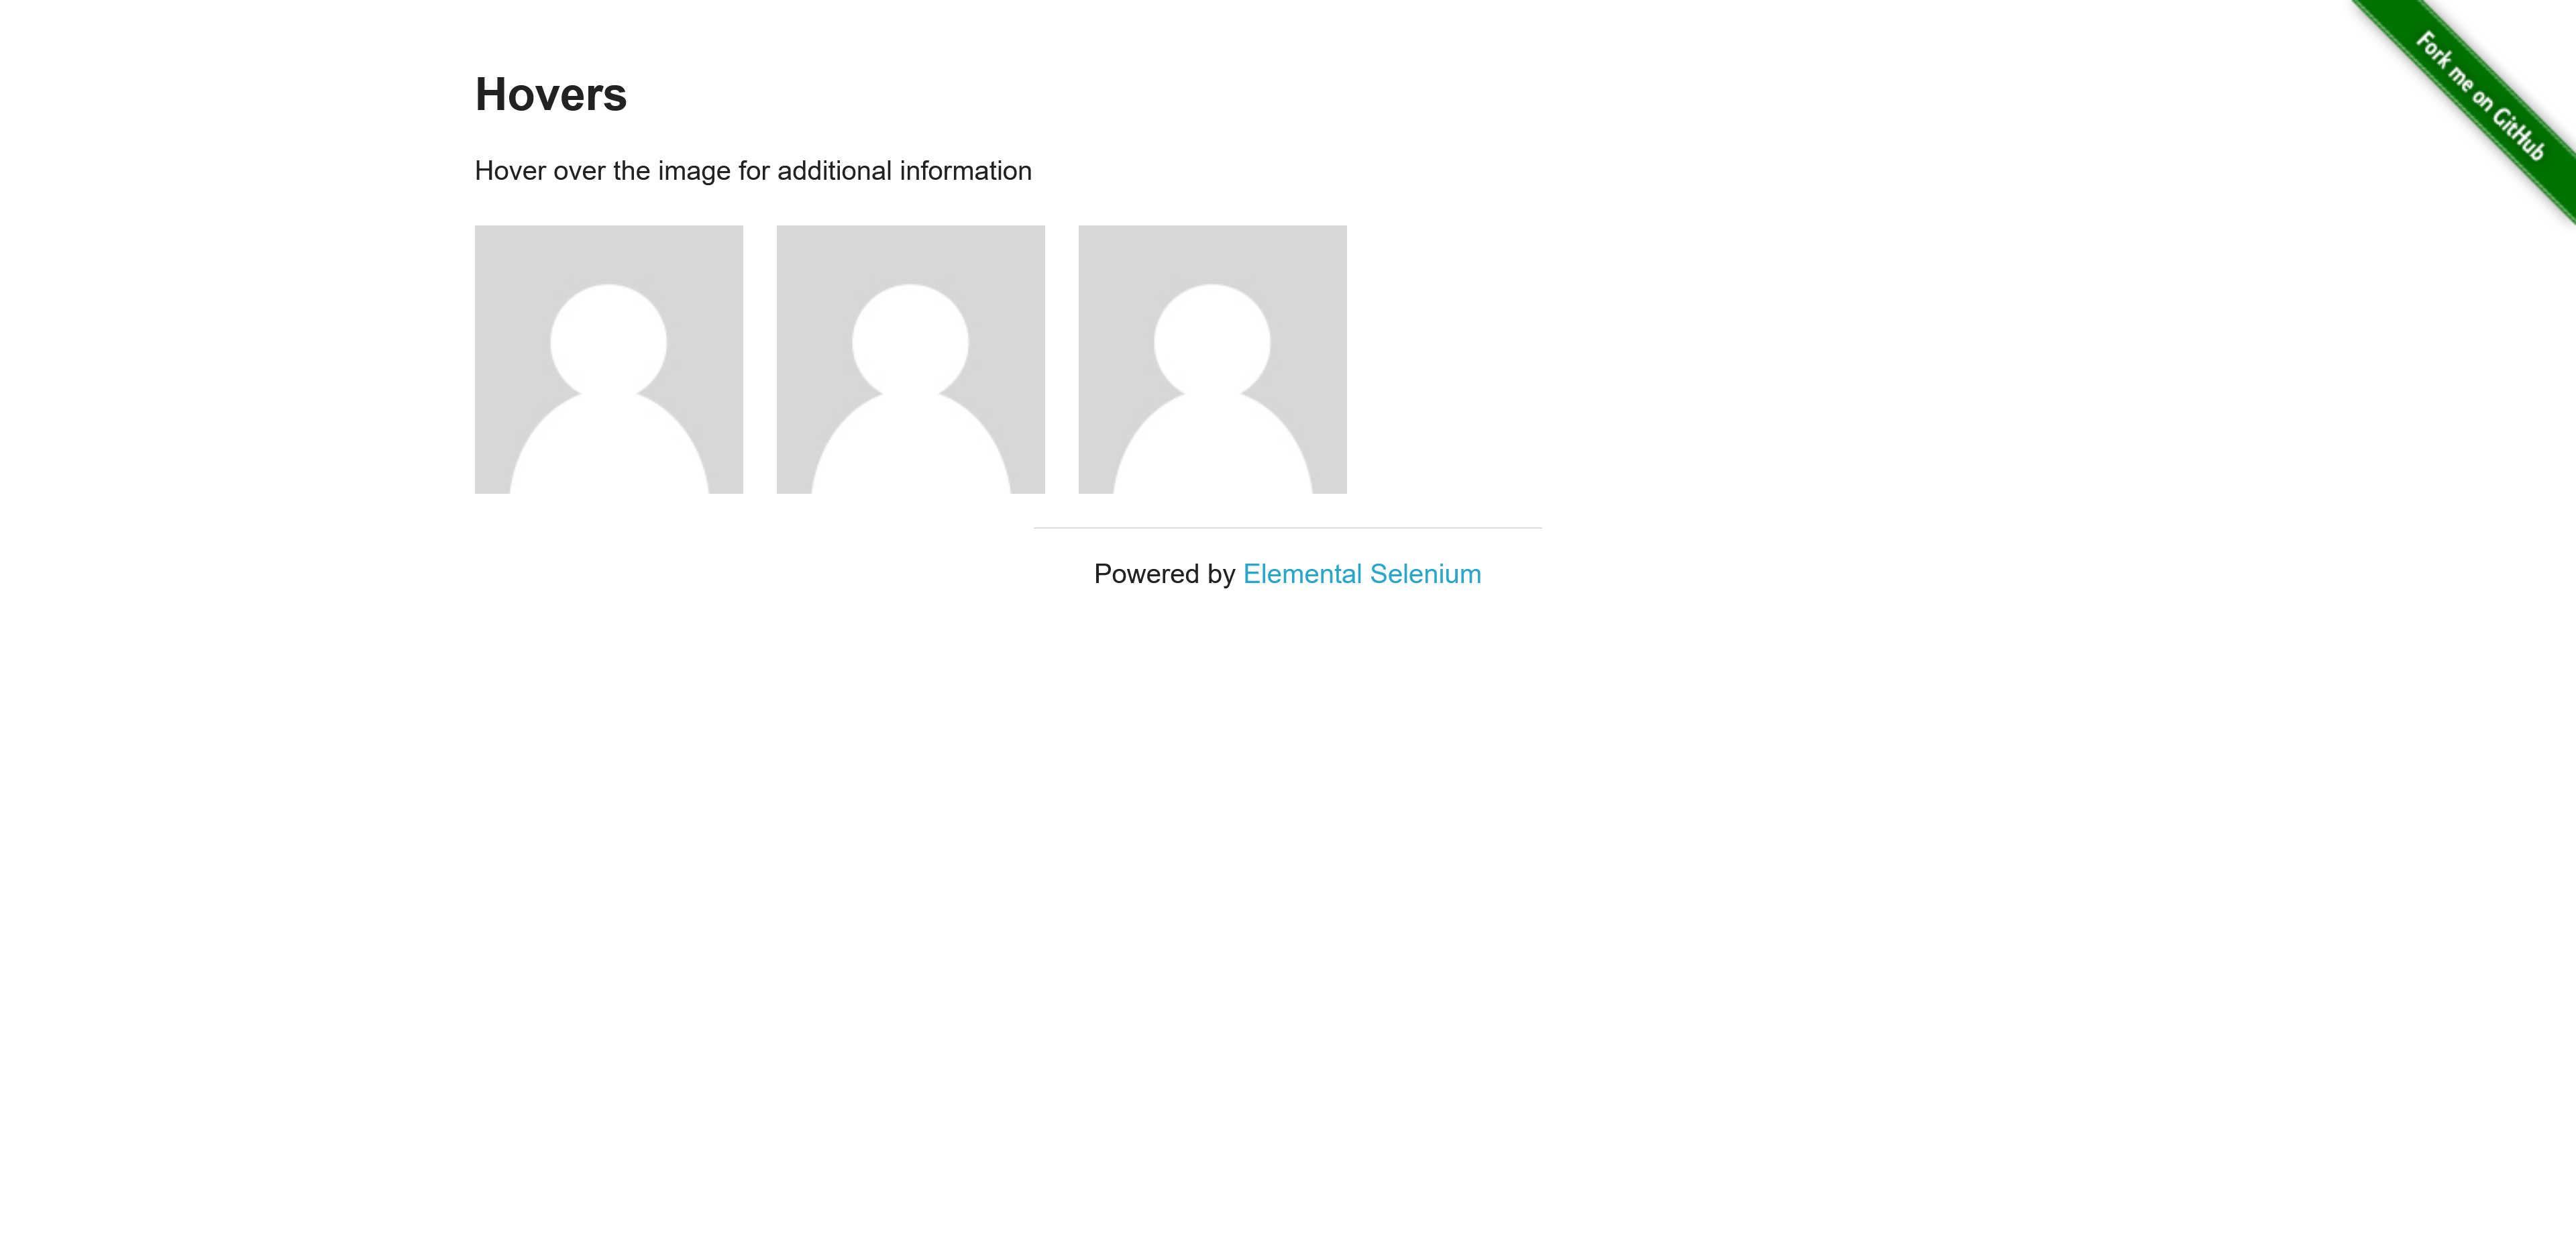 Fork me on GitHub
Hovers
Hover over the image for additional information
Powered by Elemental Selenium